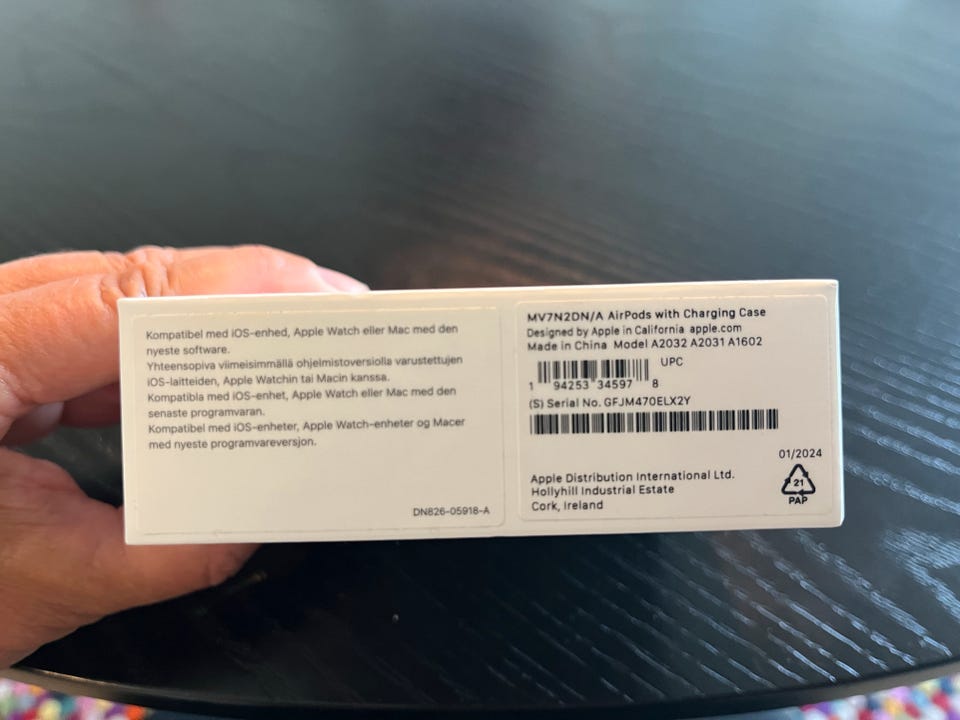 Kompatibel med iOS-enhed, Apple Watch eller Mac med den
nyeste software.
Yhteensopiva viimeisimmällä ohjelmistoversiolla varustettujen
iOS-laitteiden, Apple Watchin tai Macin kanssa.
Kompatibla med iOS-enhet, Apple Watch eller Mac med den
senaste programvaran.
Kompatibel med iOS-enheter, Apple Watch-enheter og Macer
med nyeste programvareversjon.
DN826-05918-A
MV7N2DN/A AirPods with Charging Case
Designed by Apple in California apple.com
Made in China Model A2032 A2031 A1602
UPC
1 94253 34597 8
(S) Serial No. GFJM470ELX2Y
01/2024
Apple Distribution International Ltd.
Hollyhill Industrial Estate
Cork, Ireland
21
PAP